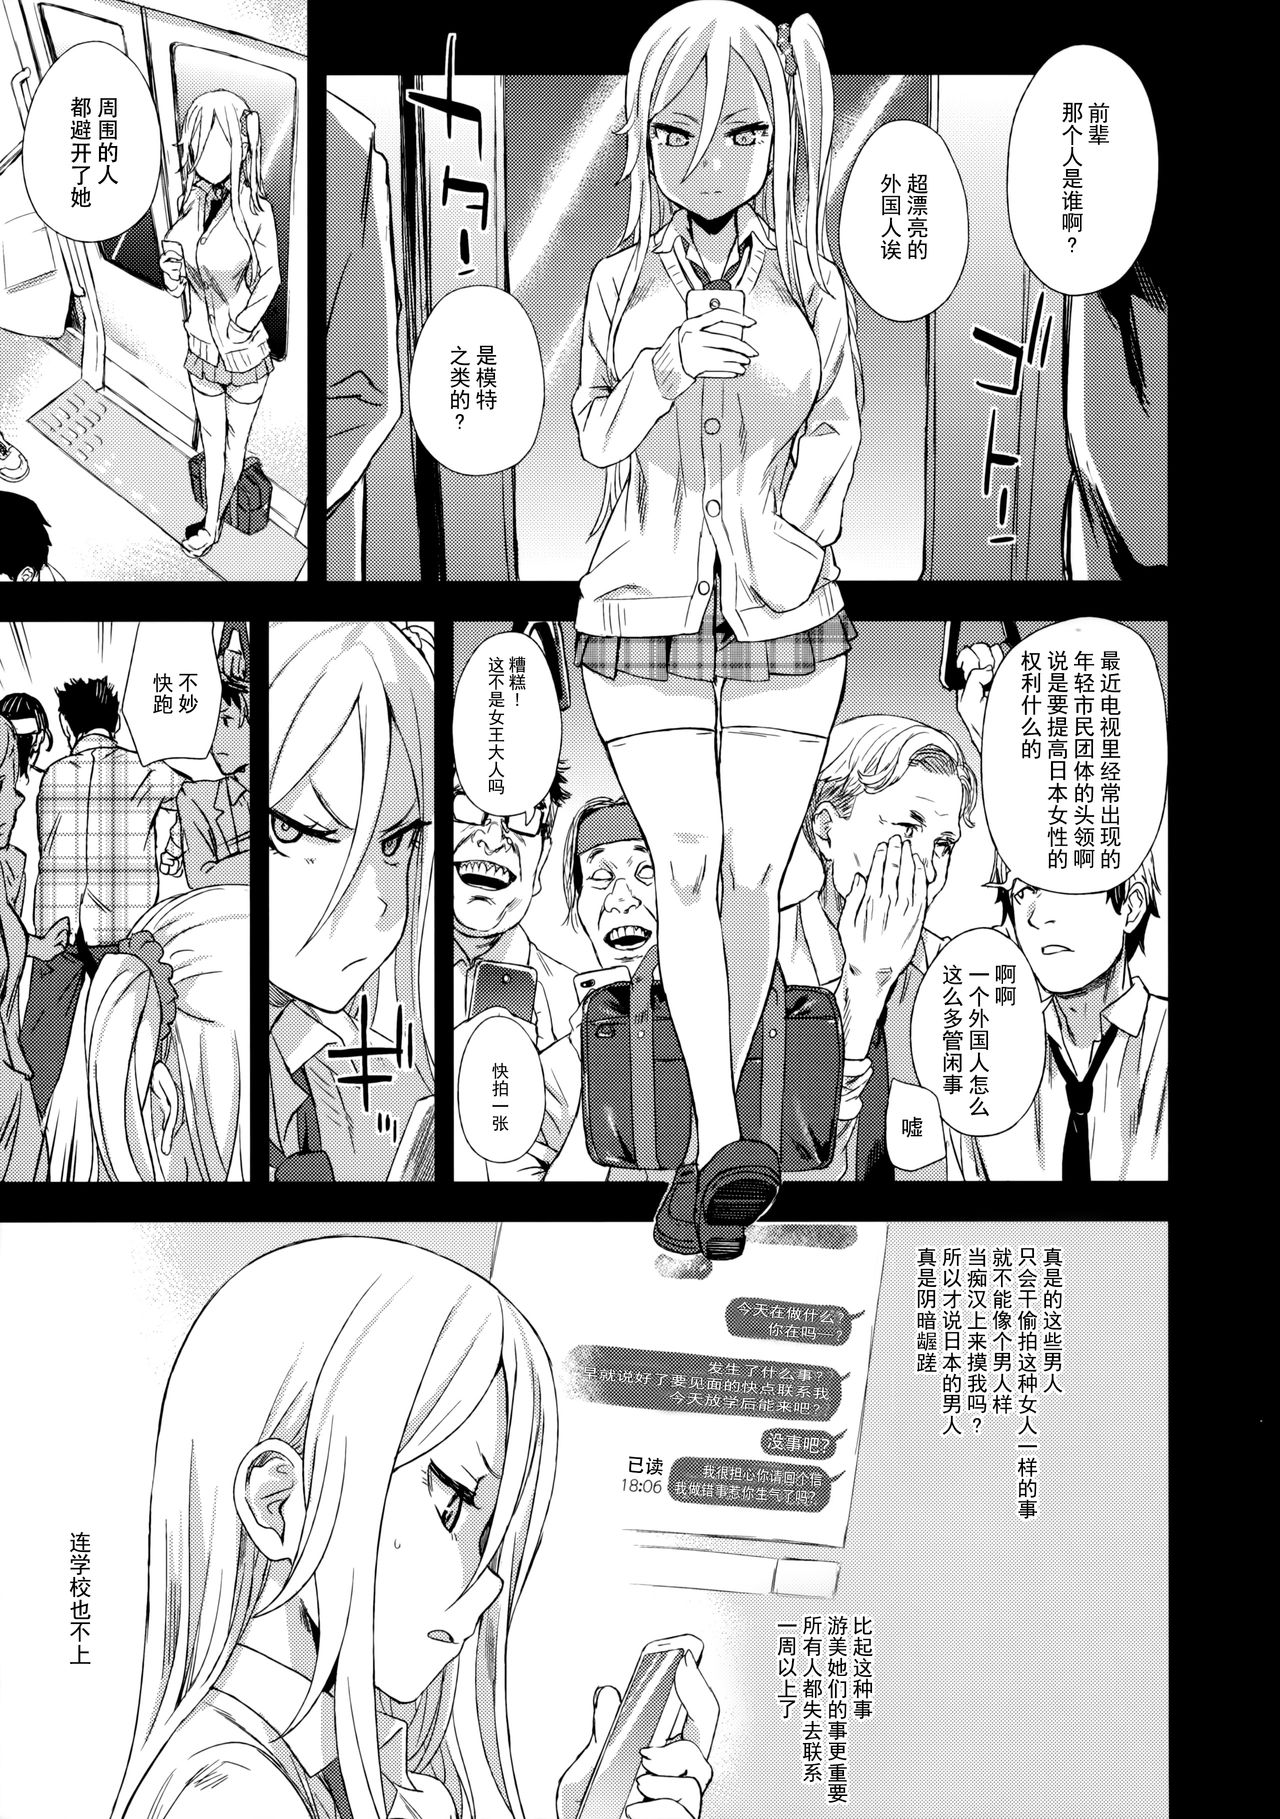 前辈
那个人是谁啊?
超漂亮的
外国人诶
是模特
之类的?
周围的人
都避开了她
ゴトー
ゴトー
最近电视里经常出现的
年轻市民团体的头领啊
说是要提高日本女性的
权利什么的
啊啊
一个外国人怎么
这么多管闲事
嘘
糟糕!
这不是女王大人吗
快拍一张
不妙
快跑
真是的这些男人
只会干偷拍这种女人一样的事
就不能像个男人样
当痴汉上来摸我吗?
所以才说日本的男人
真是阴暗龌蹉
今天在做什么?
你在吗—?
发生了什么事?
早就说好了要见面的快点联系我
今天放学后能来吧?
没事吧?
已读
18:06
我很担心你请回个信
我做错事惹你生气了吗?
比起这种事
游美她们的事更重要
所有人都失去联系
一周以上了
连学校也不上